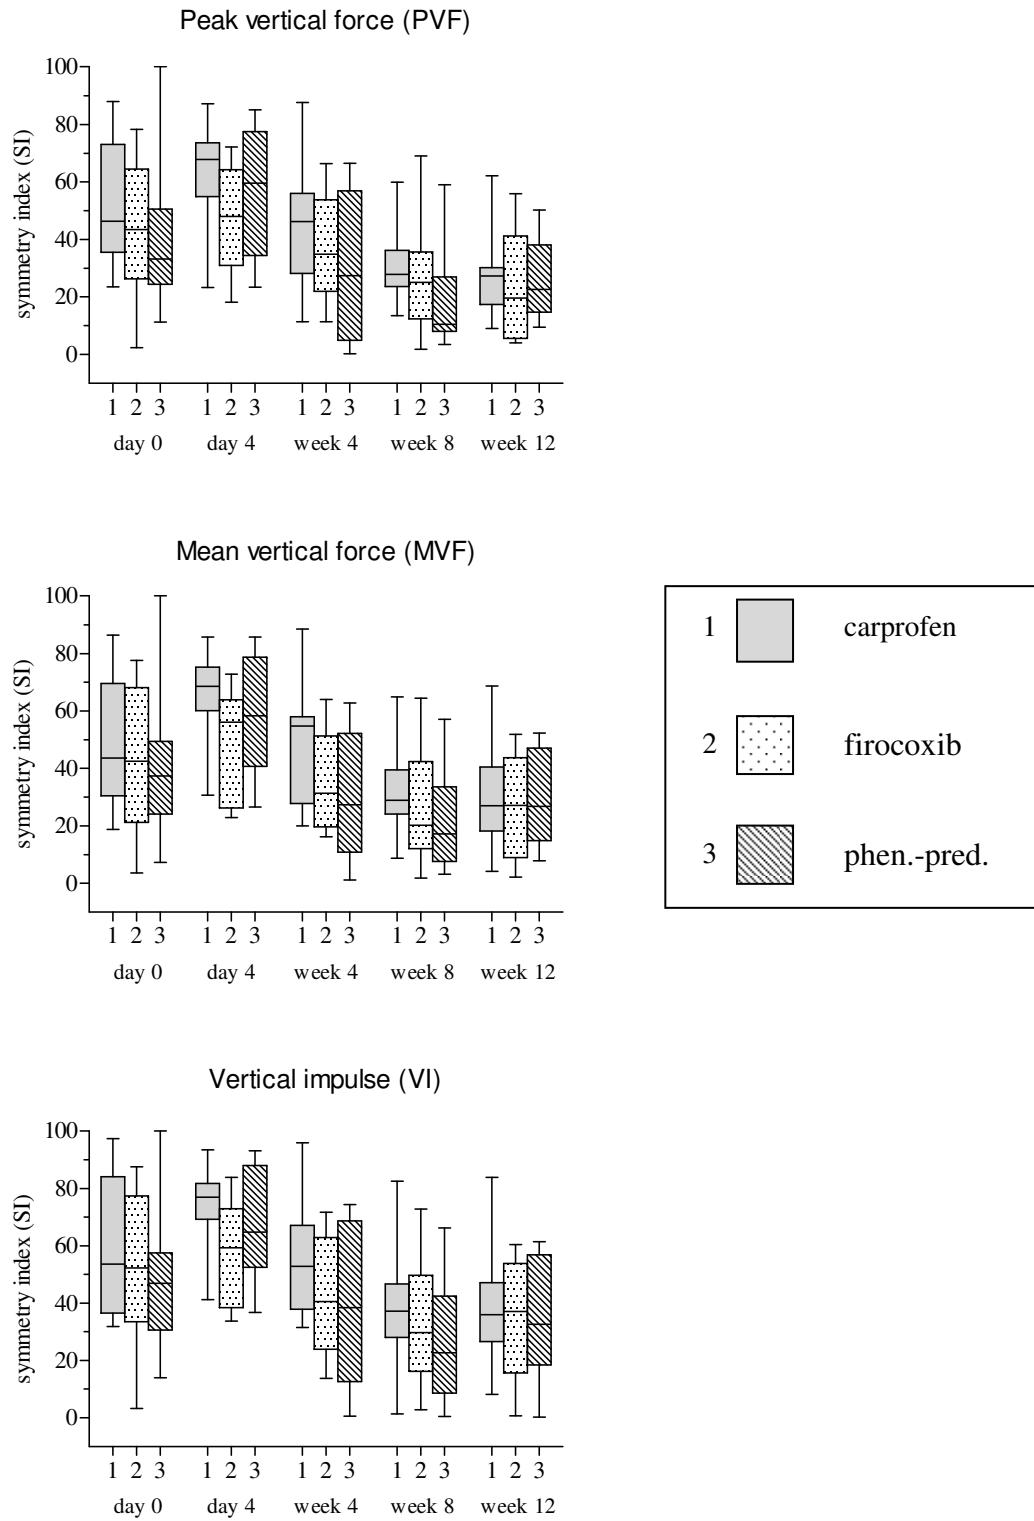 Peak vertical force (PVF)
symmetry index (SI)
100
80
60
40
20
0
1 2 3 1 2 3 1 2 3 1 2 3 1 2 3
day 0 day 4 week 4 week 8 week 12
Mean vertical force (MVF)
symmetry index (SI)
100
80
60
40
20
0
1 2 3 1 2 3 1 2 3 1 2 3 1 2 3
day 0 day 4 week 4 week 8 week 12
1 carprofen
2 firocoxib
3 phen.-pred.
Vertical impulse (VI)
symmetry index (SI)
100
80
60
40
20
0
1 2 3 1 2 3 1 2 3 1 2 3 1 2 3
day 0 day 4 week 4 week 8 week 12